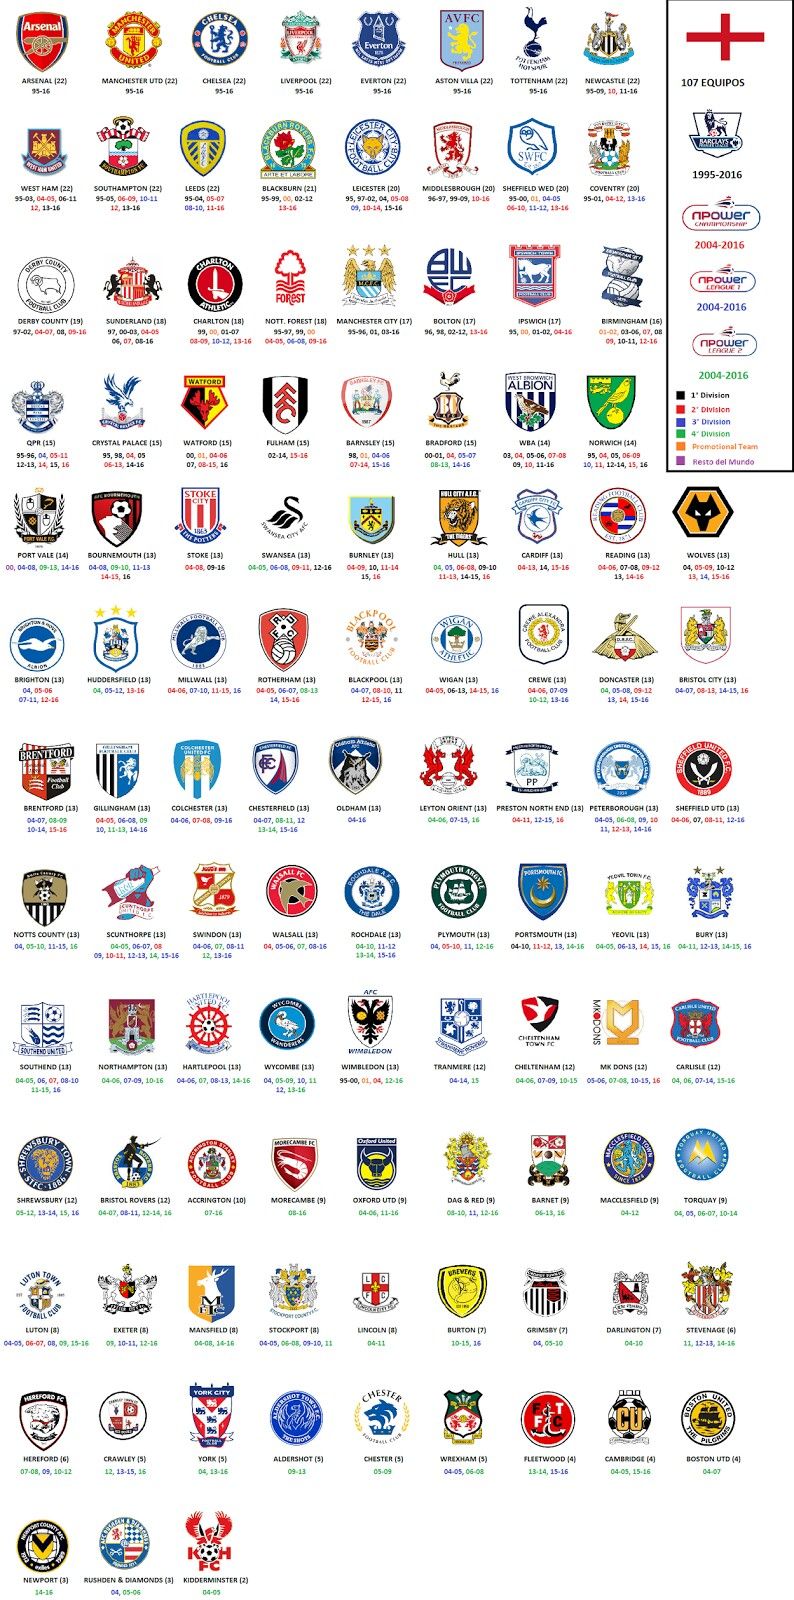 ARSENAL (22)
95-16
MANCHESTER UTD (22)
95-16
CHELSEA (22)
95-16
LIVERPOOL (22)
95-16
EVERTON (22)
95-16
ASTON VILLA (22)
95-16
TOTTENHAM (22)
95-16
NEWCASTLE (22)
95-09, 10, 11-16
107 EQUIPOS
1995-2016
npower
CHAMPIONSHIP
2004-2016
npower
LEAGUE 1
2004-2016
npower
LEAGUE 2
2004-2016
1° Division
2° Division
3° Division
4° Division
Promotional Team
Resto del Mundo
WEST HAM (22)
95-03, 04-05, 06-11
12, 13-16
SOUTHAMPTON (22)
95-05, 06-09, 10-11
12, 13-16
LEEDS (22)
95-04, 05-07
08-10, 11-16
BLACKBURN (21)
95-99, 00, 02-12
13-16
LEICESTER (20)
95, 97-02, 04, 05-08
09, 10-14, 15-16
MIDDLESBROUGH (20)
96-97, 99-09, 10-16
SHEFFIELD WED (20)
95-00, 01, 04-05
06-10, 11-12, 13-16
COVENTRY (20)
95-01, 04-12, 13-16
DERBY COUNTY (19)
97-02, 04-07, 08, 09-16
SUNDERLAND (18)
97, 00-03, 04-05
06, 07, 08-16
CHARLTON (18)
99, 00, 01-07
08-09, 10-12, 13-16
NOTT. FOREST (18)
95-97, 99, 00
04-05, 06-08, 09-16
MANCHESTER CITY (17)
95-96, 01, 03-16
BOLTON (17)
96, 98, 02-12, 13-16
IPSWICH (17)
95, 00, 01-02, 04-16
BIRMINGHAM (16)
01-02, 03-06, 07, 08
09, 10-11, 12-16
QPR (15)
95-96, 04, 05-11
12-13, 14, 15, 16
CRYSTAL PALACE (15)
95, 98, 04, 05
06-13, 14-16
WATFORD (15)
00, 01, 04-06
07, 08-15, 16
FULHAM (15)
02-14, 15-16
BARNSLEY (15)
98, 01, 04-06
07-14, 15-16
BRADFORD (15)
00-01, 04, 05-07
08-13, 14-16
WBA (14)
03, 04, 05-06, 07-08
09, 10, 11-16
NORWICH (14)
95, 04, 05, 06-09
10, 11, 12-14, 15, 16
PORT VALE (14)
00, 04-08, 09-13, 14-16
BOURNEMOUTH (13)
04-08, 09-10, 11-13
14-15, 16
STOKE (13)
04-08, 09-16
SWANSEA (13)
04-05, 06-08, 09-11, 12-16
BURNLEY (13)
04-09, 10, 11-14
15, 16
HULL (13)
04, 05, 06-08, 09-10
11-13, 14-15, 16
CARDIFF (13)
04-13, 14, 15-16
READING (13)
04-06, 07-08, 09-12
13, 14-16
WOLVES (13)
04, 05-09, 10-12
13, 14, 15-16
BRIGHTON (13)
04, 05-06
07-11, 12-16
HUDDERSFIELD (13)
04, 05-12, 13-16
MILLWALL (13)
04-06, 07-10, 11-15, 16
ROTHERHAM (13)
04-05, 06-07, 08-13
14, 15-16
BLACKPOOL (13)
04-07, 08-10, 11
12-15, 16
WIGAN (13)
04-05, 06-13, 14-15, 16
CREWE (13)
04-06, 07-09
10-12, 13-16
DONCASTER (13)
04, 05-08, 09-12
13, 14, 15-16
BRISTOL CITY (13)
04-07, 08-13, 14-15, 16
BRENTFORD (13)
04-07, 08-09
10-14, 15-16
GILLINGHAM (13)
04-05, 06-08, 09
10, 11-13, 14-16
COLCHESTER (13)
04-06, 07-08, 09-16
CHESTERFIELD (13)
04-07, 08-11, 12
13-14, 15-16
OLDHAM (13)
04-16
LEYTON ORIENT (13)
04-06, 07-15, 16
PRESTON NORTH END (13)
04-11, 12-15, 16
PETERBOROUGH (13)
04-05, 06-08, 09, 10
11, 12-13, 14-16
SHEFFIELD UTD (13)
04-06, 07, 08-11, 12-16
NOTTS COUNTY (13)
04, 05-10, 11-15, 16
SCUNTHORPE (13)
04-05, 06-07, 08
09, 10-11, 12-13, 14, 15-16
SWINDON (13)
04-06, 07, 08-11
12, 13-16
WALSALL (13)
04, 05-06, 07, 08-16
ROCHDALE (13)
04-10, 11-12
13-14, 15-16
PLYMOUTH (13)
04, 05-10, 11, 12-16
PORTSMOUTH (13)
04-10, 11-12, 13, 14-16
YEOVIL (13)
04-05, 06-13, 14, 15, 16
BURY (13)
04-11, 12-13, 14-15, 16
SOUTHEND (13)
04-05, 06, 07, 08-10
11-15, 16
NORTHAMPTON (13)
04-06, 07-09, 10-16
HARTLEPOOL (13)
04-06, 07, 08-13, 14-16
WYCOMBE (13)
04, 05-09, 10, 11
12, 13-16
WIMBLEDON (13)
95-00, 01, 04, 12-16
TRANMERE (12)
04-14, 15
CHELTENHAM (12)
04-06, 07-09, 10-15
MK DONS (12)
05-06, 07-08, 10-15, 16
CARLISLE (12)
04, 06, 07-14, 15-16
SHREWSBURY (12)
05-12, 13-14, 15, 16
BRISTOL ROVERS (12)
04-07, 08-11, 12-14, 16
ACCRINGTON (10)
07-16
MORECAMBE (9)
08-16
OXFORD UTD (9)
04-06, 11-16
DAG & RED (9)
08-10, 11, 12-16
BARNET (9)
06-13, 16
MACCLESFIELD (9)
04-12
TORQUAY (9)
04, 05, 06-07, 10-14
LUTON (8)
04-05, 06-07, 08, 09, 15-16
EXETER (8)
09, 10-11, 12-16
MANSFIELD (8)
04-08, 14-16
STOCKPORT (8)
04-05, 06-08, 09-10, 11
LINCOLN (8)
04-11
BURTON (7)
10-15, 16
GRIMSBY (7)
04, 05-10
DARLINGTON (7)
04-10
STEVENAGE (6)
11, 12-13, 14-16
HEREFORD (6)
07-08, 09, 10-12
CRAWLEY (5)
12, 13-15, 16
YORK (5)
04, 13-16
ALDERSHOT (5)
09-13
CHESTER (5)
05-09
WREXHAM (5)
04-05, 06-08
FLEETWOOD (4)
13-14, 15-16
CAMBRIDGE (4)
04-05, 15-16
BOSTON UTD (4)
04-07
NEWPORT (3)
14-16
RUSHDEN & DIAMONDS (3)
04, 05-06
KIDDERMINSTER (2)
04-05